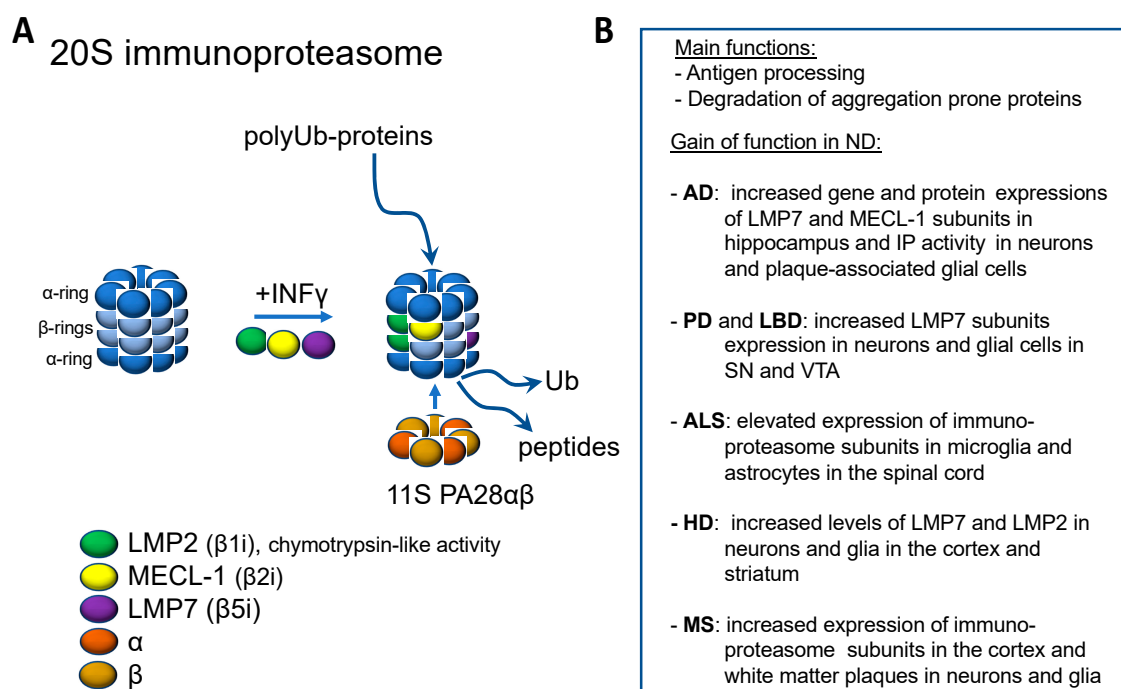 A
20S immunoproteasome
polyUb-proteins
α-ring
β-rings
α-ring
+INFγ
Ub
peptides
11S PA28αβ
LMP2 (β1i), chymotrypsin-like activity
MECL-1 (β2i)
LMP7 (β5i)
α
β
B
Main functions:
- Antigen processing
- Degradation of aggregation prone proteins
Gain of function in ND:
- AD: increased gene and protein expressions
of LMP7 and MECL-1 subunits in
hippocampus and IP activity in neurons
and plaque-associated glial cells
- PD and LBD: increased LMP7 subunits
expression in neurons and glial cells in
SN and VTA
- ALS: elevated expression of immuno-
proteasome subunits in microglia and
astrocytes in the spinal cord
- HD: increased levels of LMP7 and LMP2 in
neurons and glia in the cortex and
striatum
- MS: increased expression of immuno-
proteasome subunits in the cortex and
white matter plaques in neurons and glia